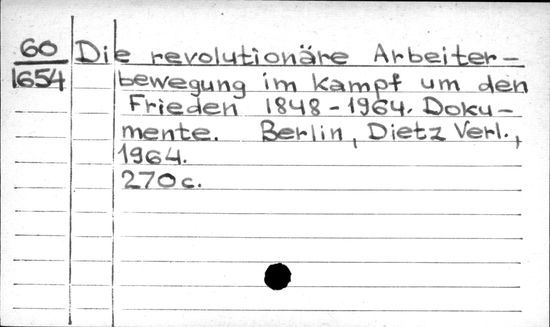 60 Die revolutionäre Arbeiter-
1654 bewegung im Kampf um den
Frieden 1848-1964. Doku-
mente. Berlin, Dietz Verl.,
1964.
270c.